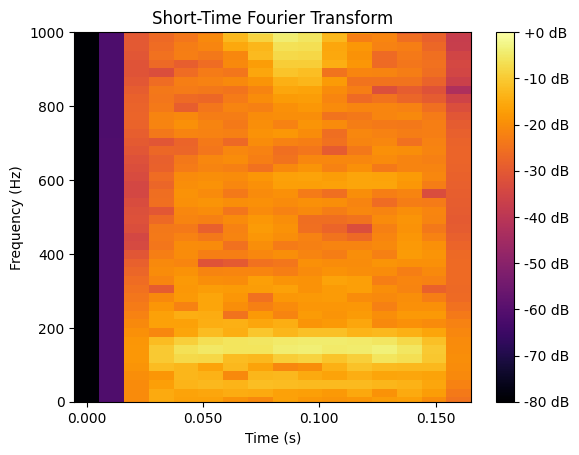 Short-Time Fourier Transform
Frequency (Hz)
1000
800
600
400
200
0
0.000
0.050
0.100
0.150
Time (s)
+0 dB
-10 dB
-20 dB
-30 dB
-40 dB
-50 dB
-60 dB
-70 dB
-80 dB